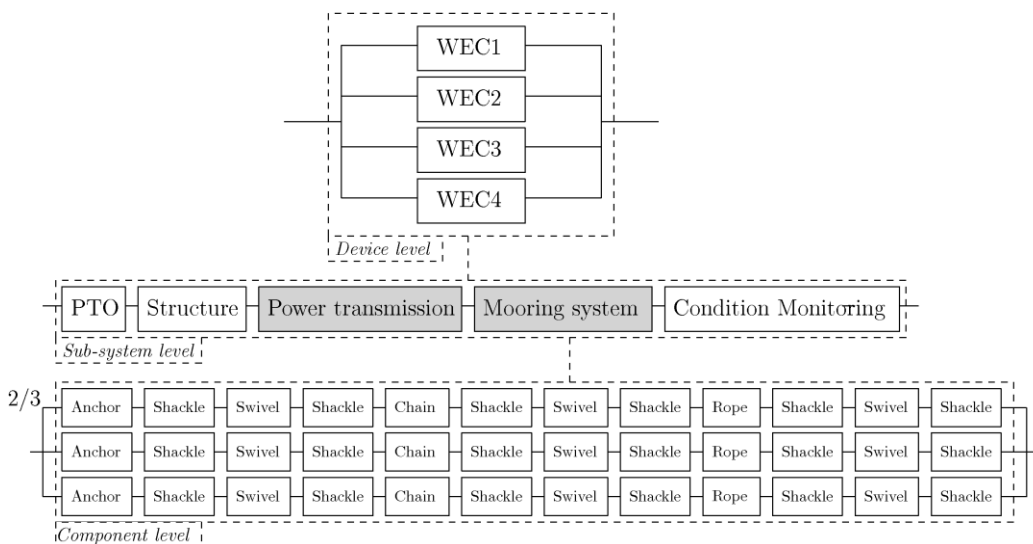 WEC1
WEC2
WEC3
WEC4
Device level
PTO Structure Power transmission Mooring system Condition Monitoring
Sub-system level
2/3
Anchor Shackle Swivel Shackle Chain Shackle Swivel Shackle Rope Shackle Swivel Shackle
Anchor Shackle Swivel Shackle Chain Shackle Swivel Shackle Rope Shackle Swivel Shackle
Anchor Shackle Swivel Shackle Chain Shackle Swivel Shackle Rope Shackle Swivel Shackle
Component level